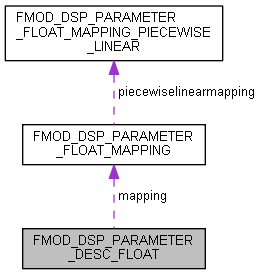 FMOD_DSP_PARAMETER
_FLOAT_MAPPING_PIECEWISE
_LINEAR
piecewiselinearmapping
FMOD_DSP_PARAMETER
_FLOAT_MAPPING
mapping
FMOD_DSP_PARAMETER
_DESC_FLOAT